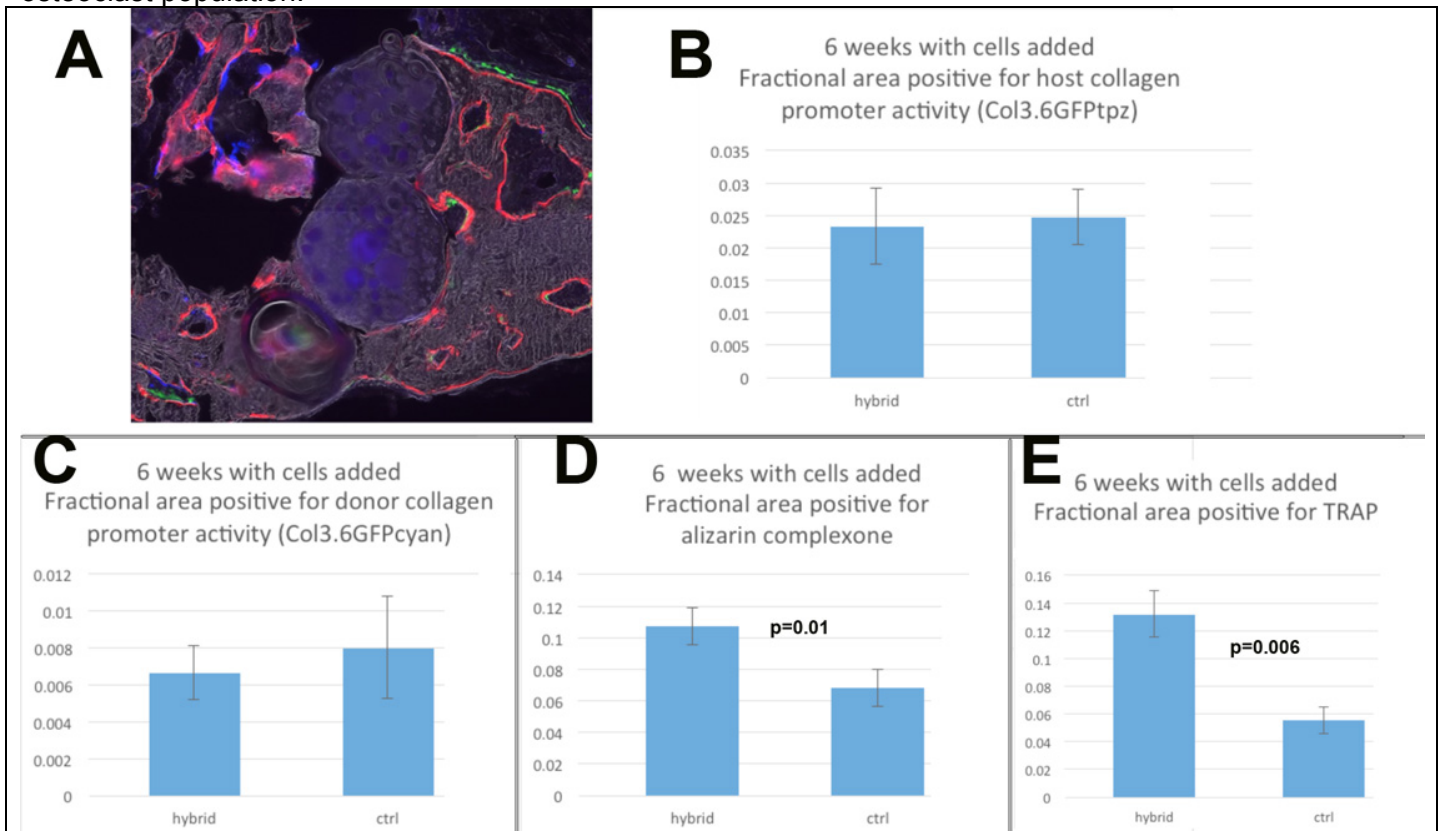 osteoclast population.
A
B
6 weeks with cells added
Fractional area positive for host collagen
promoter activity (Col3.6GFPtpz)
0.035
0.03
0.025
0.02
0.015
0.01
0.005
0
hybrid
ctrl
C
6 weeks with cells added
Fractional area positive for donor collagen
promoter activity (Col3.6GFPcyan)
0.012
0.01
0.008
0.006
0.004
0.002
0
hybrid
ctrl
D
6 weeks with cells added
Fractional area positive for
alizarin complexone
0.14
0.12
0.1
0.08
0.06
0.04
0.02
0
p=0.01
hybrid
ctrl
E
6 weeks with cells added
Fractional area positive for TRAP
0.16
0.14
0.12
0.1
0.08
0.06
0.04
0.02
0
p=0.006
hybrid
ctrl